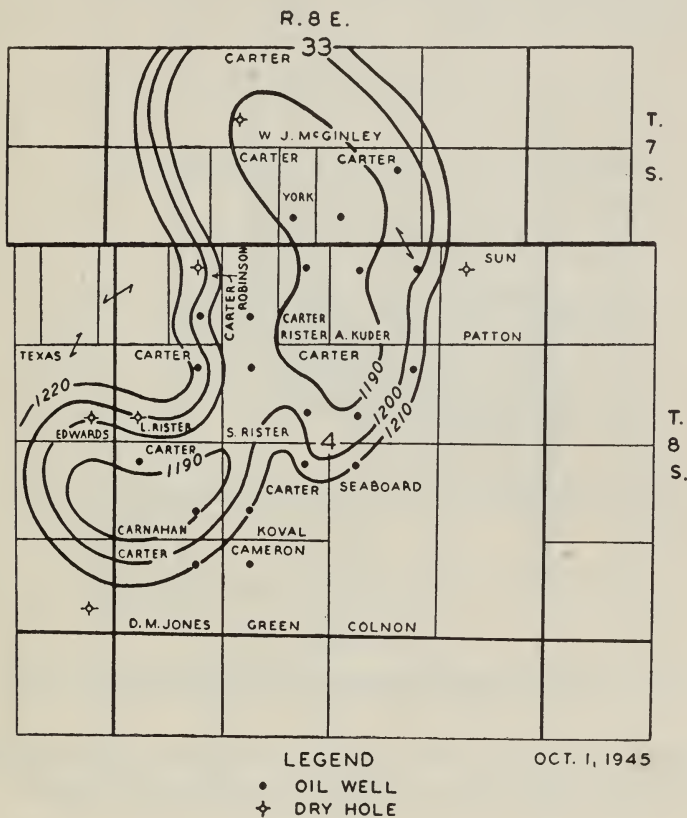 R. 8 E.
33
CARTER
W. J. McGINLEY
T.
7
S.
CARTER
CARTER
YORK
SUN
CARTER
ROBINSON
CARTER
RISTER
A. KUDER
PATTON
TEXAS
CARTER
CARTER
1220
1190
1200
1210
EDWARDS
L. RISTER
S. RISTER
4
T.
8
S.
CARTER
1190
CARTER
SEABOARD
CARNAHAN
KOVAL
CARTER
CAMERON
D. M. JONES
GREEN
COLNON
LEGEND
OCT. 1, 1945
OIL WELL
DRY HOLE